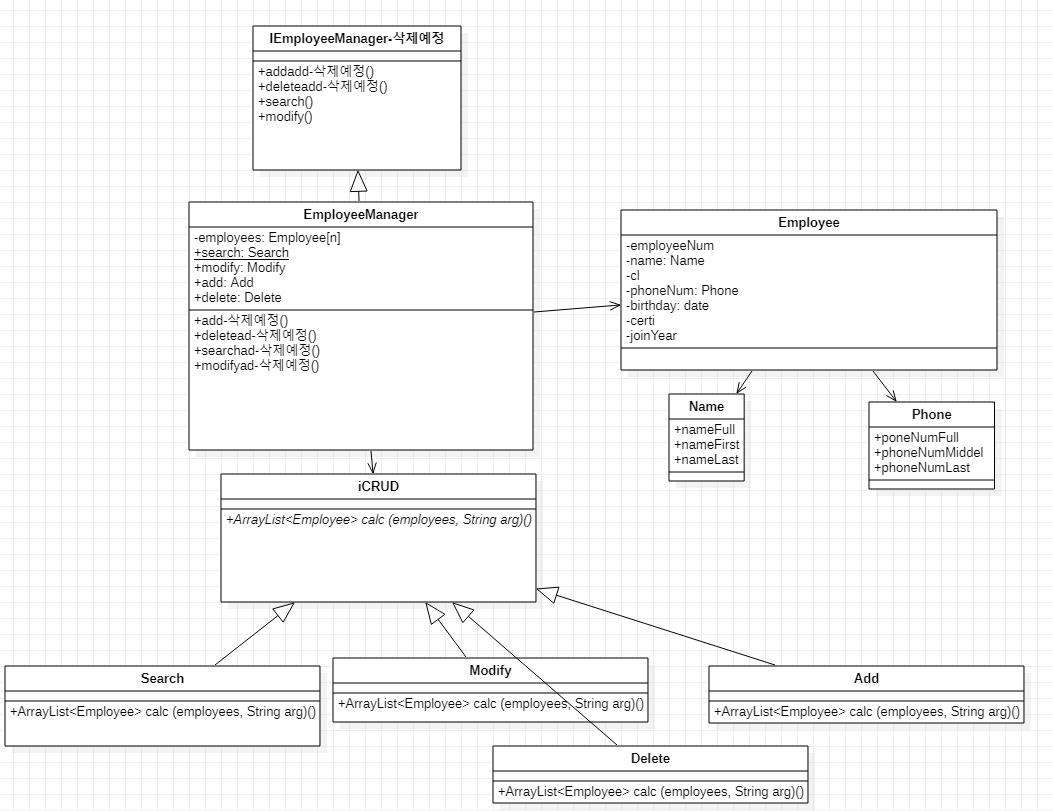 IEmployeeManager-삭제예정
+addadd-삭제예정()
+deleteadd-삭제예정()
+search()
+modify()
EmployeeManager
-employees: Employee[n]
+search: Search
+modify: Modify
+add: Add
+delete: Delete
+add-삭제예정()
+deletead-삭제예정()
+searchad-삭제예정()
+modifyad-삭제예정()
Employee
-employeeNum
-name: Name
-cl
-phoneNum: Phone
-birthday: date
-certi
-joinYear
Name
+nameFull
+nameFirst
+nameLast
Phone
+poneNumFull
+phoneNumMiddel
+phoneNumLast
iCRUD
+ArrayList<Employee> calc (employees, String arg)()
Search
+ArrayList<Employee> calc (employees, String arg)()
Modify
+ArrayList<Employee> calc (employees, String arg)()
Add
+ArrayList<Employee> calc (employees, String arg)()
Delete
+ArrayList<Employee> calc (employees, String arg)()